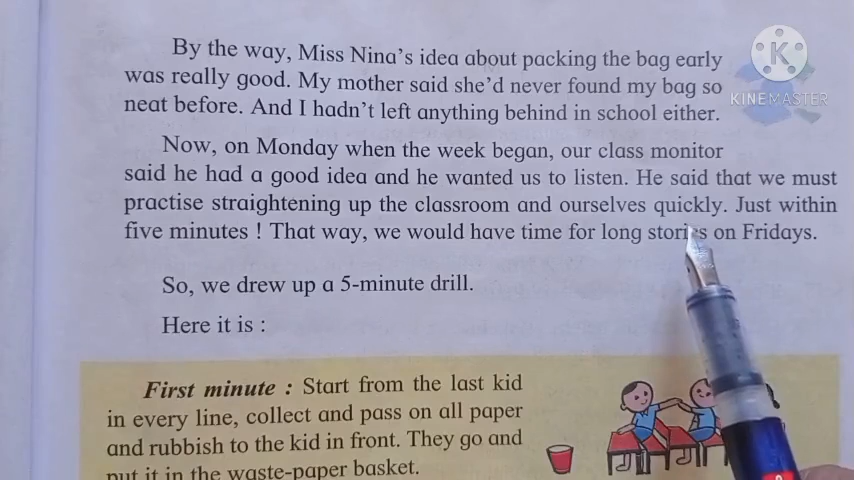 By the way, Miss Nina's idea about packing the bag early
was really good. My mother said she'd never found my bag so
neat before. And I hadn't left anything behind in school either.
Now, on Monday when the week began, our class monitor
said he had a good idea and he wanted us to listen. He said that we must
practise straightening up the classroom and ourselves quickly. Just within
five minutes ! That way, we would have time for long stories on Fridays.
So, we drew up a 5-minute drill.
Here it is :
First minute : Start from the last kid
in every line, collect and pass on all paper
and rubbish to the kid in front. They go and
put it in the waste-paper basket.
K
KINEMASTER